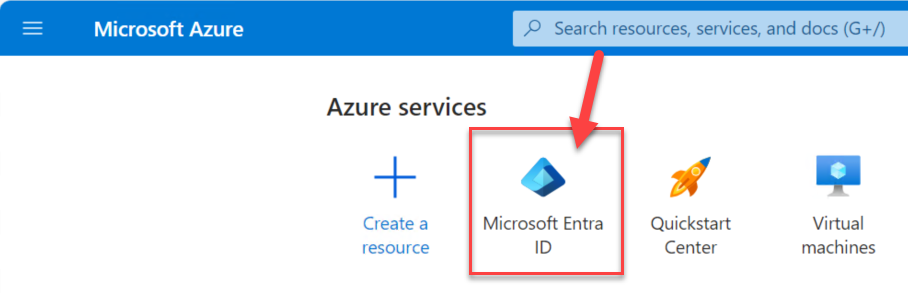 Microsoft Azure
Search resources, services, and docs (G+/)
Azure services
Create a
resource
Microsoft Entra
ID
Quickstart
Center
Virtual
machines